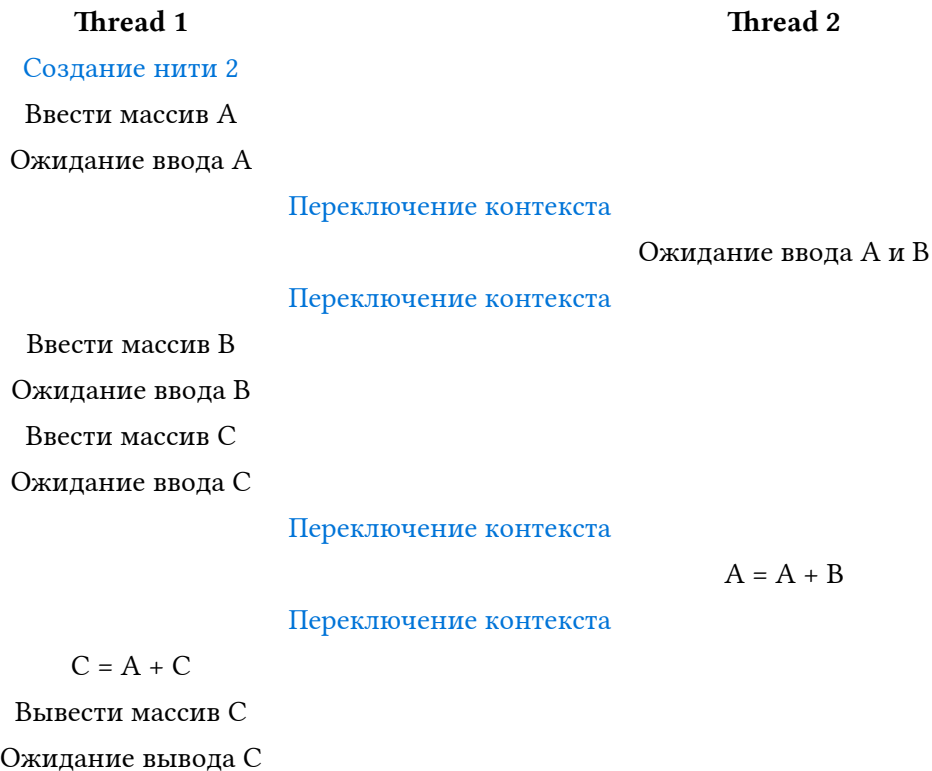 Thread 1 Thread 2
Создание нити 2
Ввести массив A
Ожидание ввода A
Переключение контекста
Ожидание ввода A и B
Переключение контекста
Ввести массив B
Ожидание ввода B
Ввести массив C
Ожидание ввода C
Переключение контекста
A = A + B
Переключение контекста
C = A + C
Вывести массив C
Ожидание вывода C